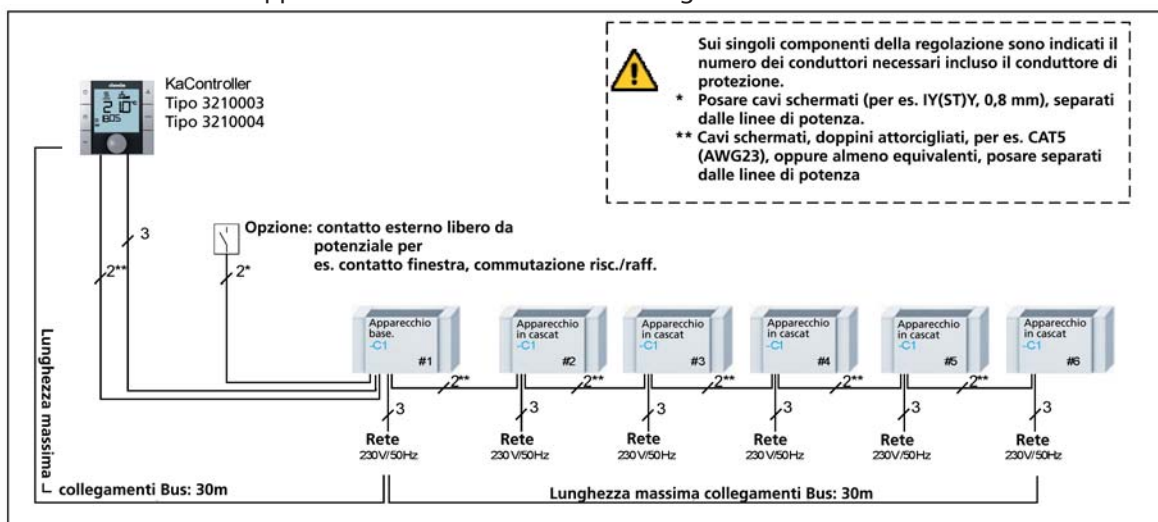 KaController
Tipo 3210003
Tipo 3210004
Sui singoli componenti della regolazione sono indicati il
numero dei conduttori necessari incluso il conduttore di
protezione.
* Posare cavi schermati (per es. IY(ST)Y, 0,8 mm), separati
dalle linee di potenza.
** Cavi schermati, doppini attorcigliati, per es. CAT5
(AWG23), oppure almeno equivalenti, posare separati
dalle linee di potenza
3
2**
Opzione: contatto esterno libero da
potenziale per
es. contatto finestra, commutazione risc./raff.
2*
Apparecchio
base.
-C1
#1
Apparecchio
in cascat
-C1
#2
Apparecchio
in cascat
-C1
#3
Apparecchio
in cascat
-C1
#4
Apparecchio
in cascat
-C1
#5
Apparecchio
in cascat
-C1
#6
2**
2**
2**
2**
2**
3
3
3
3
3
3
Rete
230V/50Hz
Rete
230V/50Hz
Rete
230V/50Hz
Rete
230V/50Hz
Rete
230V/50Hz
Rete
230V/50Hz
Lunghezza massima
collegamenti Bus: 30m
Lunghezza massima collegamenti Bus: 30m